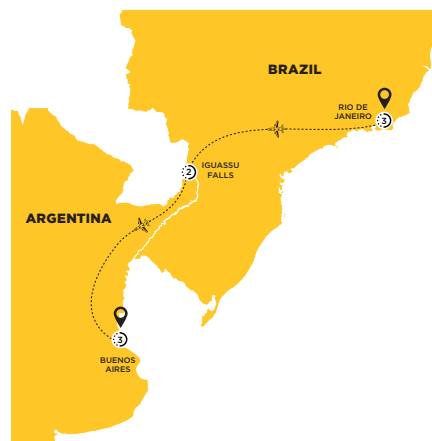 BRAZIL
RIO DE
JANEIRO
3
2
IGUASSU
FALLS
ARGENTINA
3
BUENOS
AIRES